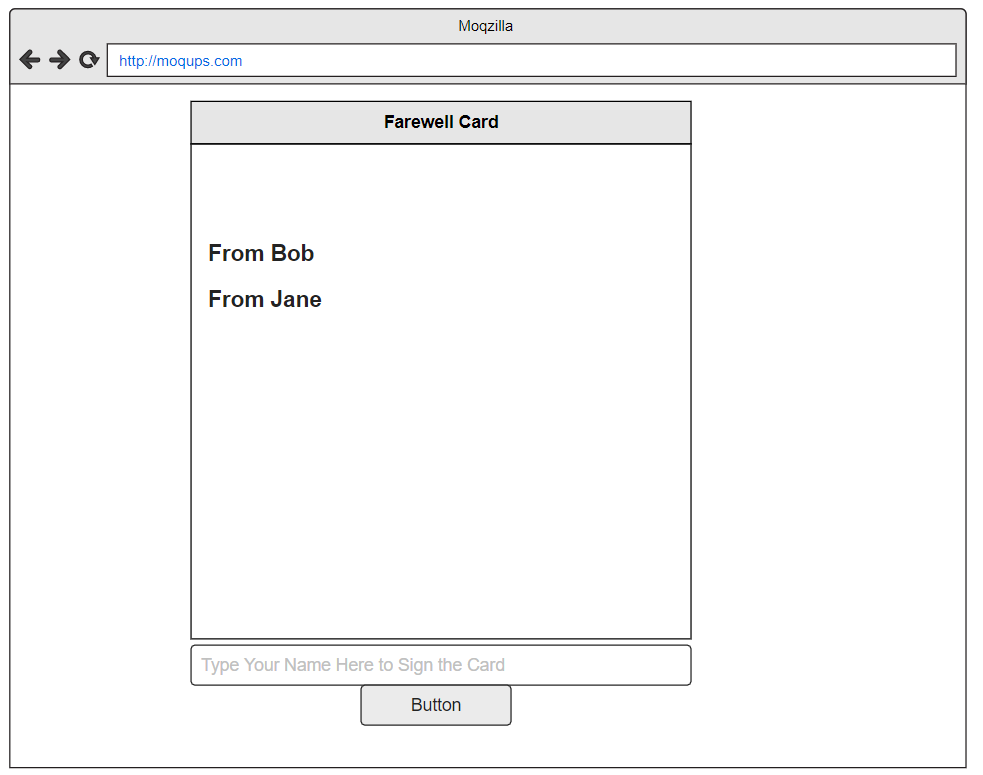 Moqzilla
http://moqups.com
Farewell Card
From Bob
From Jane
Type Your Name Here to Sign the Card
Button